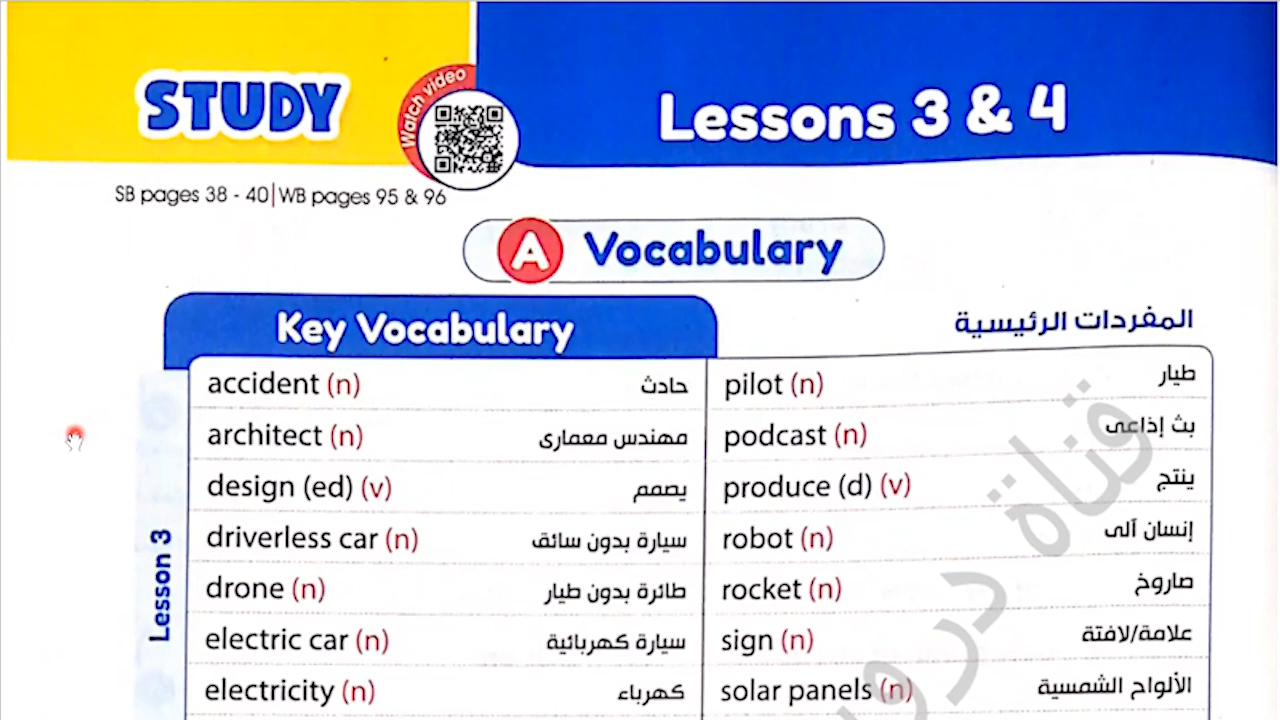 STUDY
Watch video
Lessons 3 & 4
SB pages 38 - 40|WB pages 95 & 96
A Vocabulary
Key Vocabulary
المفردات الرئيسية
Lesson 3
accident (n) حادث pilot (n) طيار
architect (n) مهندس معمارى podcast (n) بث إذاعى
design (ed) (v) يصمم produce (d) (v) ينتج
driverless car (n) سيارة بدون سائق robot (n) إنسان آلى
drone (n) طائرة بدون طيار rocket (n) صاروخ
electric car (n) سيارة كهربائية sign (n) علامة/لافتة
electricity (n) كهرباء solar panels (n) الألواح الشمسية
قناة